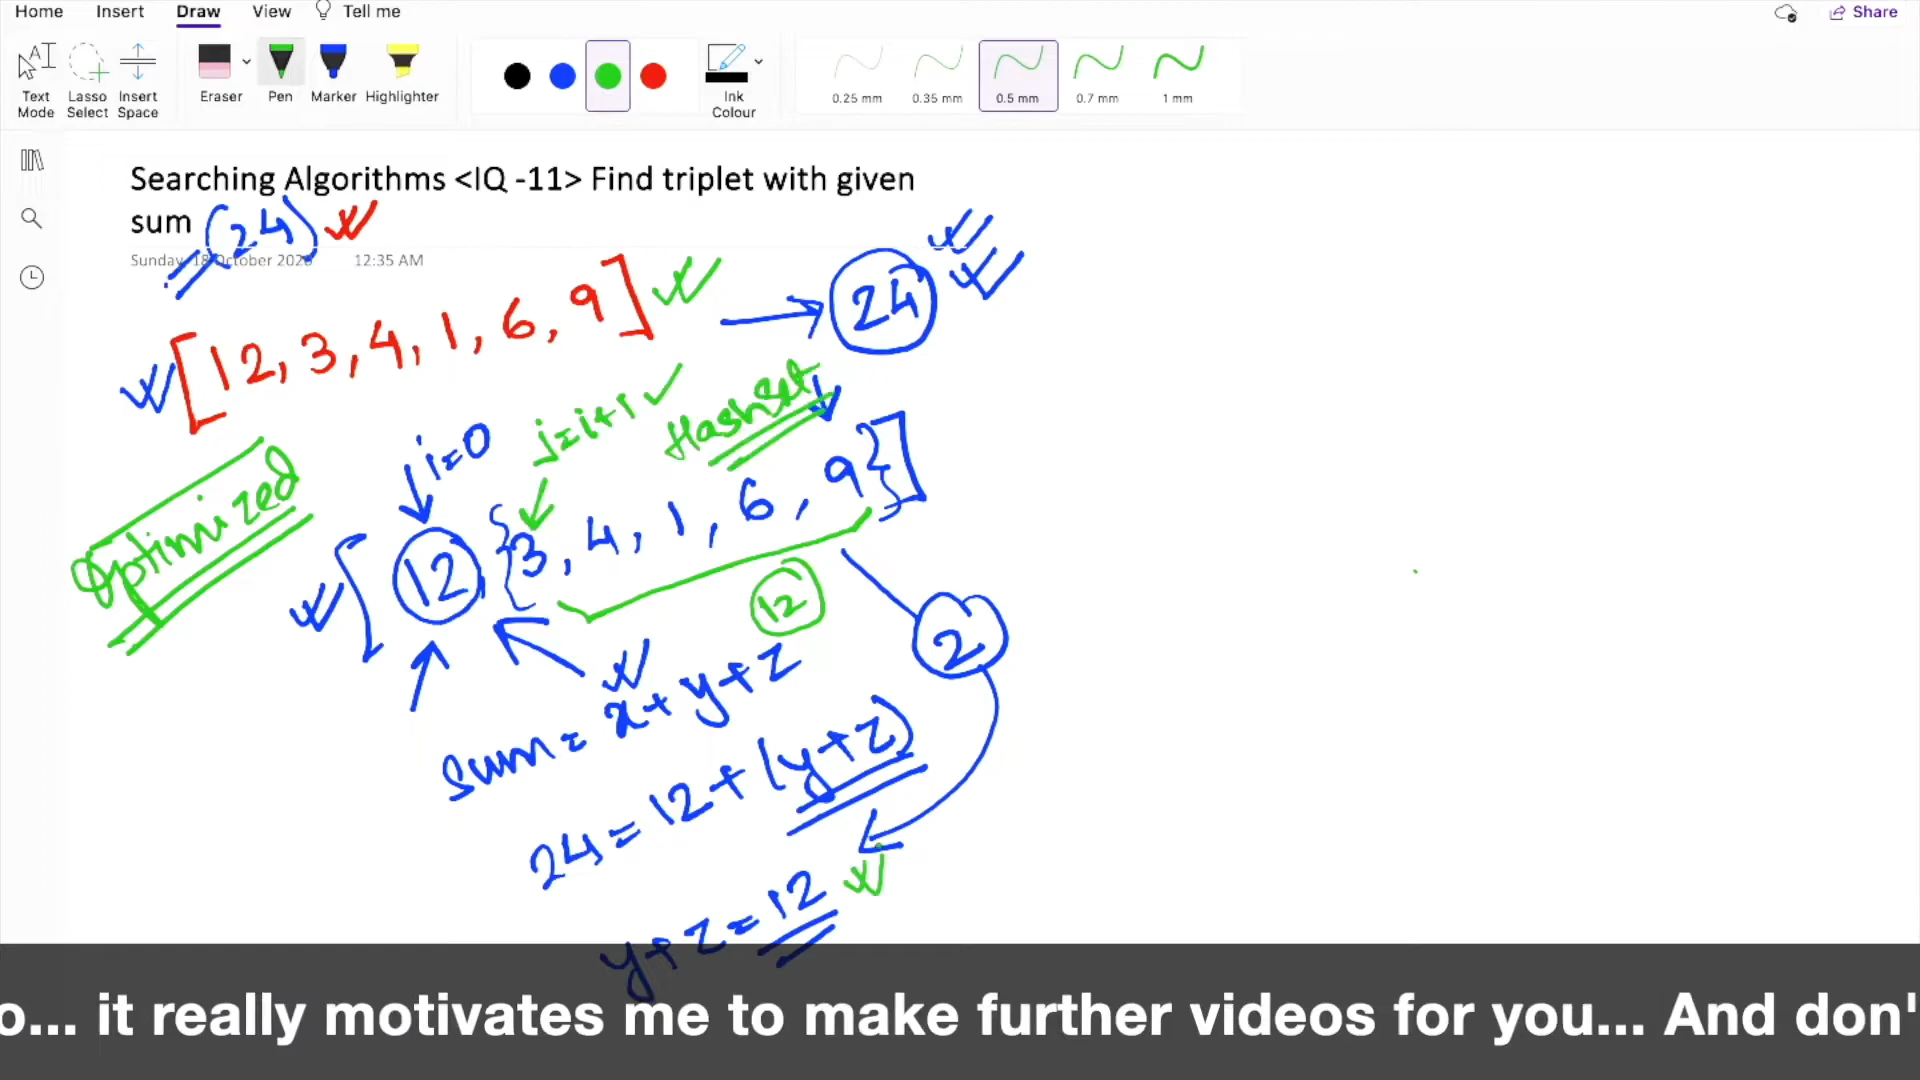 Home Insert Draw View Tell me Share
Text Mode Lasso Select Insert Space Eraser Pen Marker Highlighter Ink Colour 0.25 mm 0.35 mm 0.5 mm 0.7 mm 1 mm
Searching Algorithms <IQ -11> Find triplet with given
sum (24)
Sunday, 18 October 2020 12:35 AM
[12, 3, 4, 1, 6, 9] → 24
Optimized
i=0 j=i+1 HashSet
[12, {3, 4, 1, 6, 9}]
12
2
sum = x + y + z
24 = 12 + (y+z)
y + z = 12
o... it really motivates me to make further videos for you... And don'